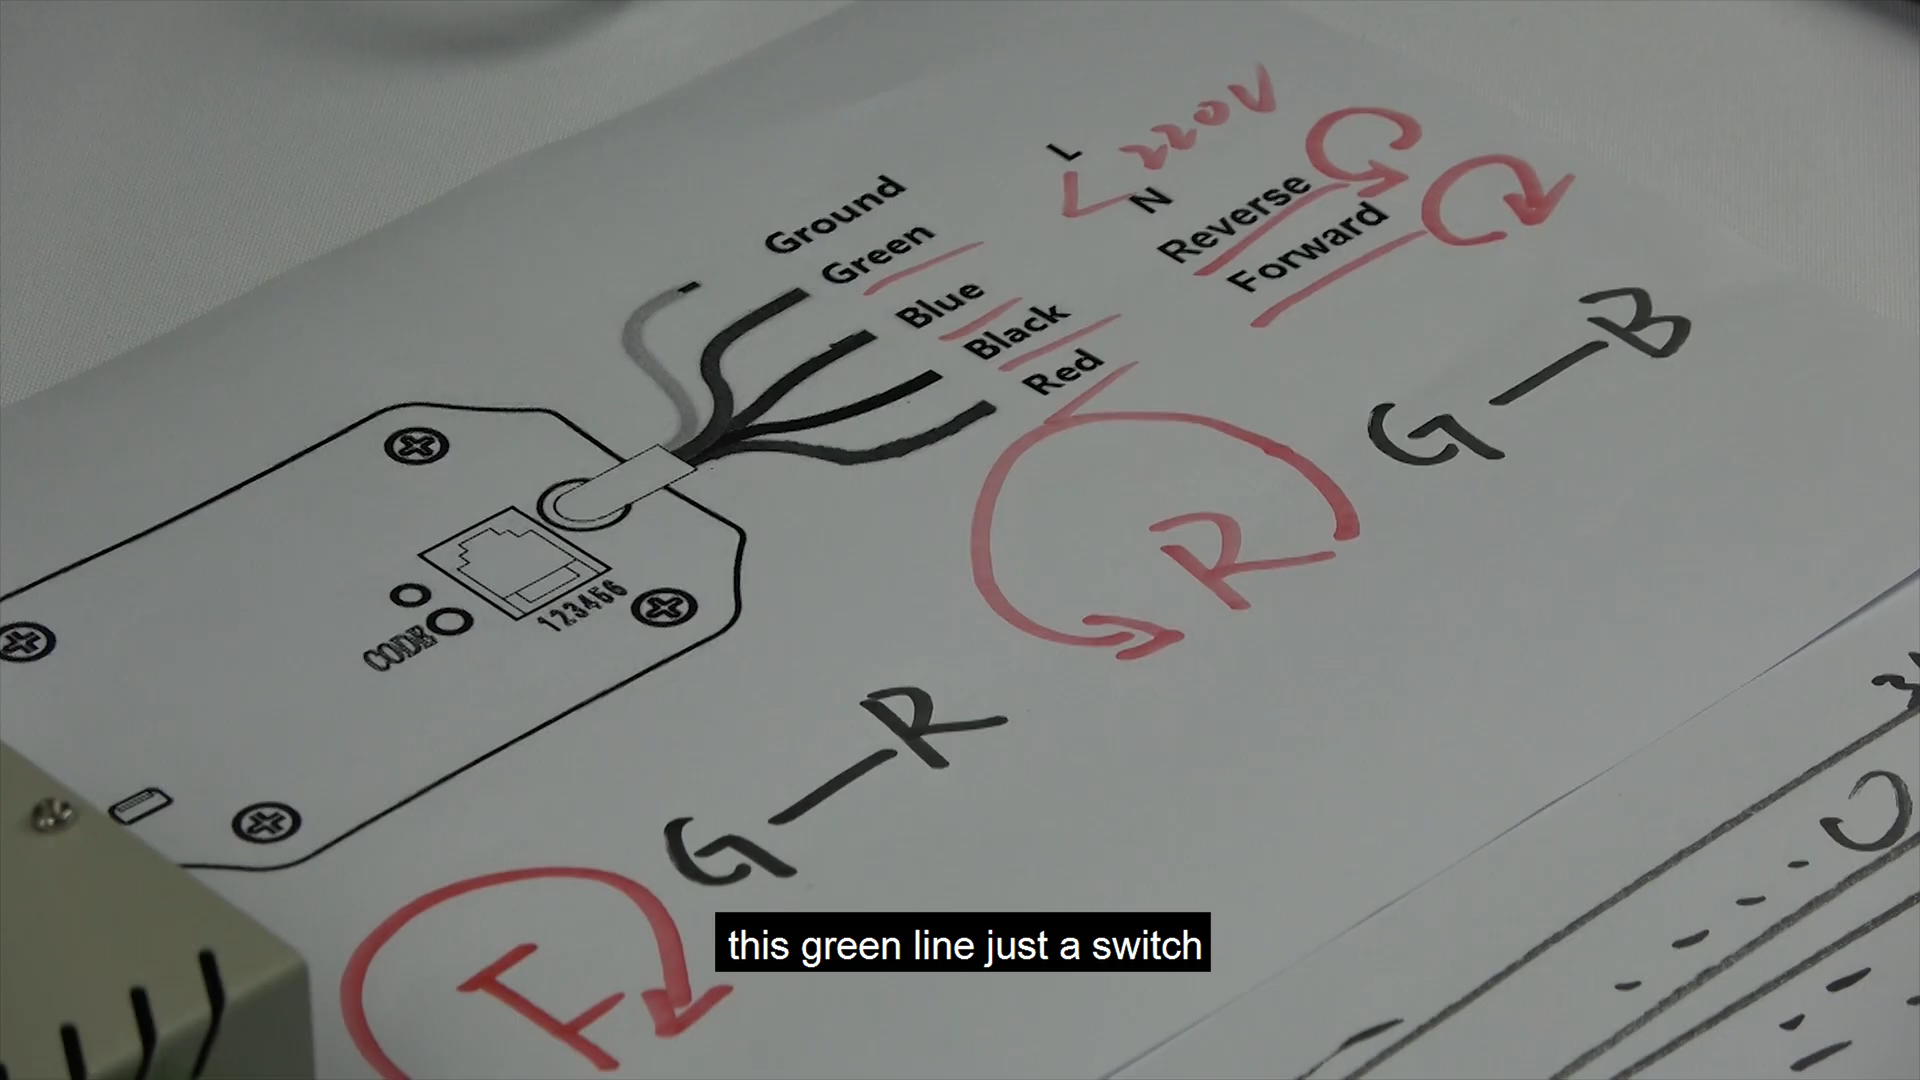 Ground
Green
Blue
Black
Red
L
N
220V
Reverse
Forward
G-B
R
123456
CODE
G-R
F
this green line just a switch